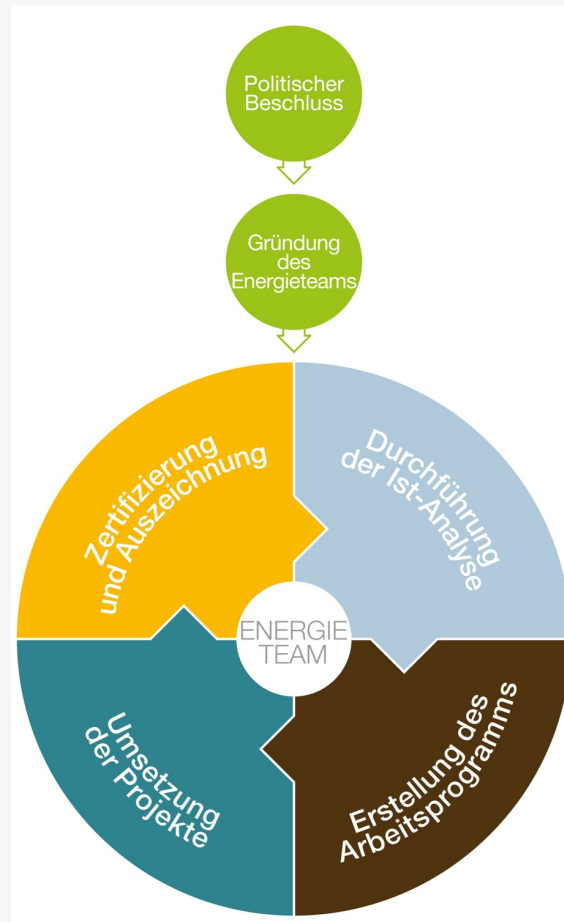 Politischer
Beschluss
Gründung
des
Energieteams
Zertifizierung
und Auszeichnung
Durchführung
der Ist-Analyse
ENERGIE
TEAM
Umsetzung
der Projekte
Erstellung des
Arbeitsprogramms